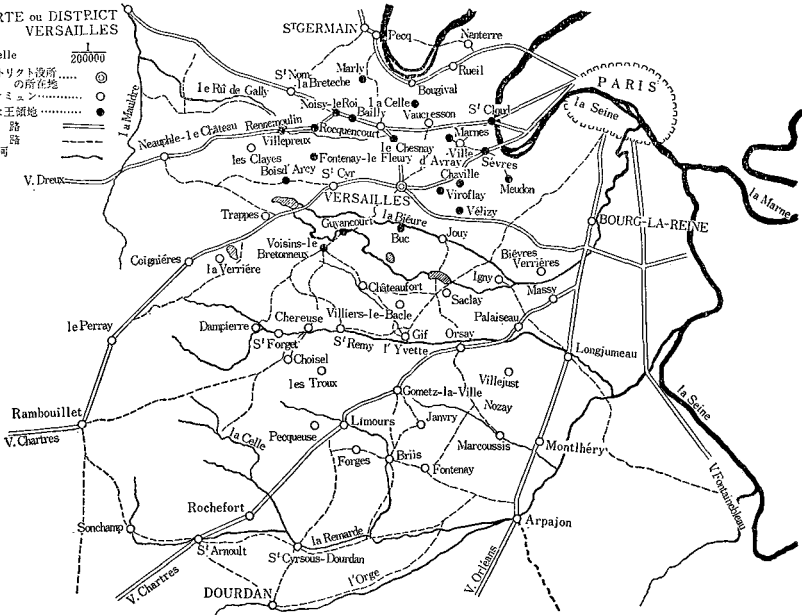 RTE ou DISTRICT
VERSAILLES
elle 1/200000
トリクト役所
の所在地
ミュン
王領地
路
路
河
ST GERMAIN
Pecq
Nanterre
Rueil
Marly
St Nom
la Breteche
Bougival
PARIS
la Seine
la Mauldre
le Rû de Gally
Noisy-le-Roi
Bailly
la Celle
Vaucresson
St Cloud
Neauphle-le-Château
Rennemoulin
Villepreux
Rocquencourt
le Chesnay
Marnes
Ville
d'Avray
Sèvres
les Clayes
Fontenay-le-Fleury
Chaville
Meudon
Bois d'Arcy
St Cyr
VERSAILLES
Viroflay
Vélizy
V. Dreux
la Marne
Trappes
la Bièure
BOURG-LA-REINE
Guyancourt
Buc
Jouy
Voisins-le
Bretonneux
Bièvres
Verrières
Coigniéres
la Verrière
Châteaufort
Igny
Saclay
Massy
Villiers-le-Bacle
Palaiseau
le Perray
Dampierre
Chereuse
St Forget
St Remy
Gif
Orsay
l'Yvette
Longjumeau
Choisel
les Troux
Villejust
Gometz-la-Ville
Nozay
Rambouillet
V. Chartres
la Celle
Pecqueuse
Limours
Janvry
Marcoussis
Montlhéry
la Seine
Forges
Briis
Fontenay
V. Fontainebleau
Rochefort
Sonchamp
St Arnoult
la Remarde
St Cyrsous-Dourdan
Arpajon
V. Chartres
DOURDAN
l'Orge
V. Orleans